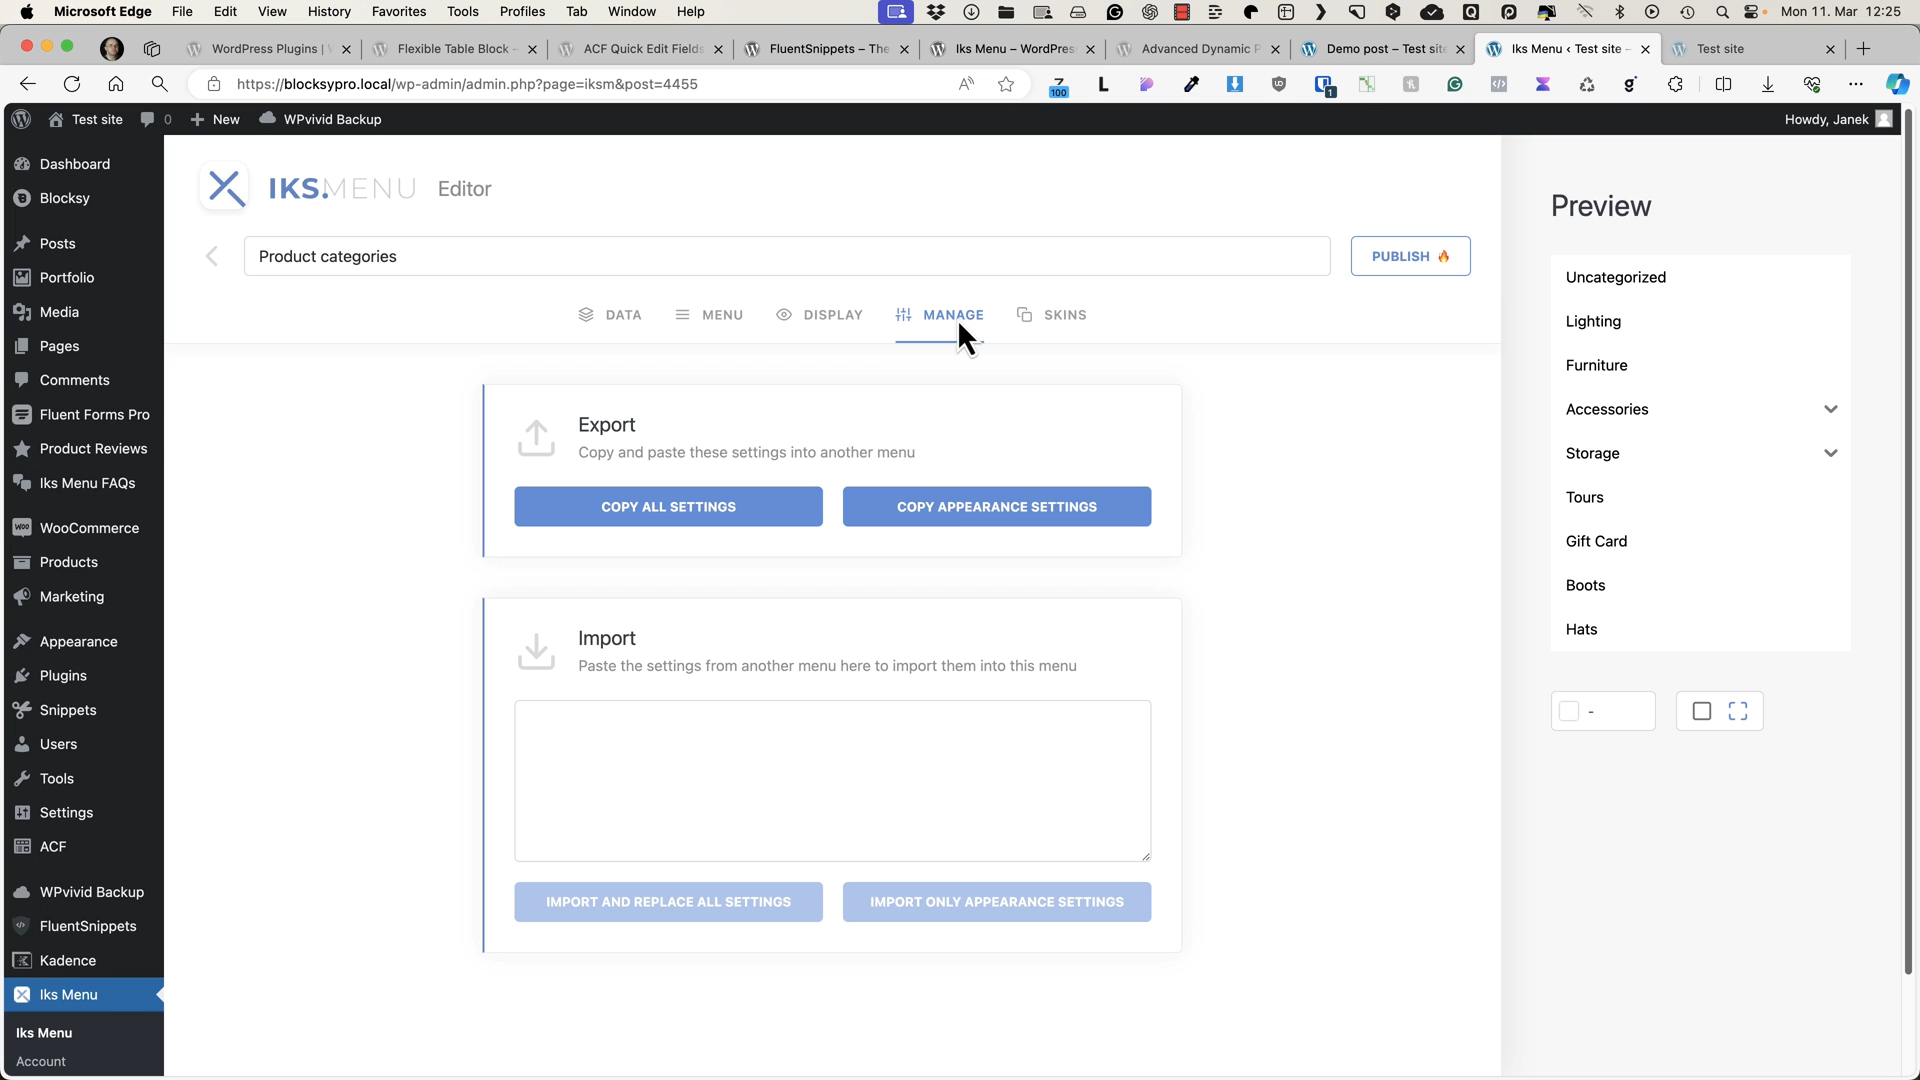 Microsoft Edge File Edit View History Favorites Tools Profiles Tab Window Help Mon 11. Mar 12:25
WordPress Plugins | Flexible Table Block - ACF Quick Edit Fields FluentSnippets – The Iks Menu – WordPres Advanced Dynamic P Demo post – Test site Iks Menu ‹ Test site – Test site
https://blocksypro.local/wp-admin/admin.php?page=iksm&post=4455
100
1
Test site 0 New WPvivid Backup Howdy, Janek
Dashboard
Blocksy
Posts
Portfolio
Media
Pages
Comments
Fluent Forms Pro
Product Reviews
Iks Menu FAQs
WooCommerce
Products
Marketing
Appearance
Plugins
Snippets
Users
Tools
Settings
ACF
WPvivid Backup
FluentSnippets
Kadence
Iks Menu
Iks Menu
Account
IKS.MENU Editor
Product categories
PUBLISH
DATA MENU DISPLAY MANAGE SKINS
Export
Copy and paste these settings into another menu
COPY ALL SETTINGS COPY APPEARANCE SETTINGS
Import
Paste the settings from another menu here to import them into this menu
IMPORT AND REPLACE ALL SETTINGS IMPORT ONLY APPEARANCE SETTINGS
Preview
Uncategorized
Lighting
Furniture
Accessories
Storage
Tours
Gift Card
Boots
Hats
-